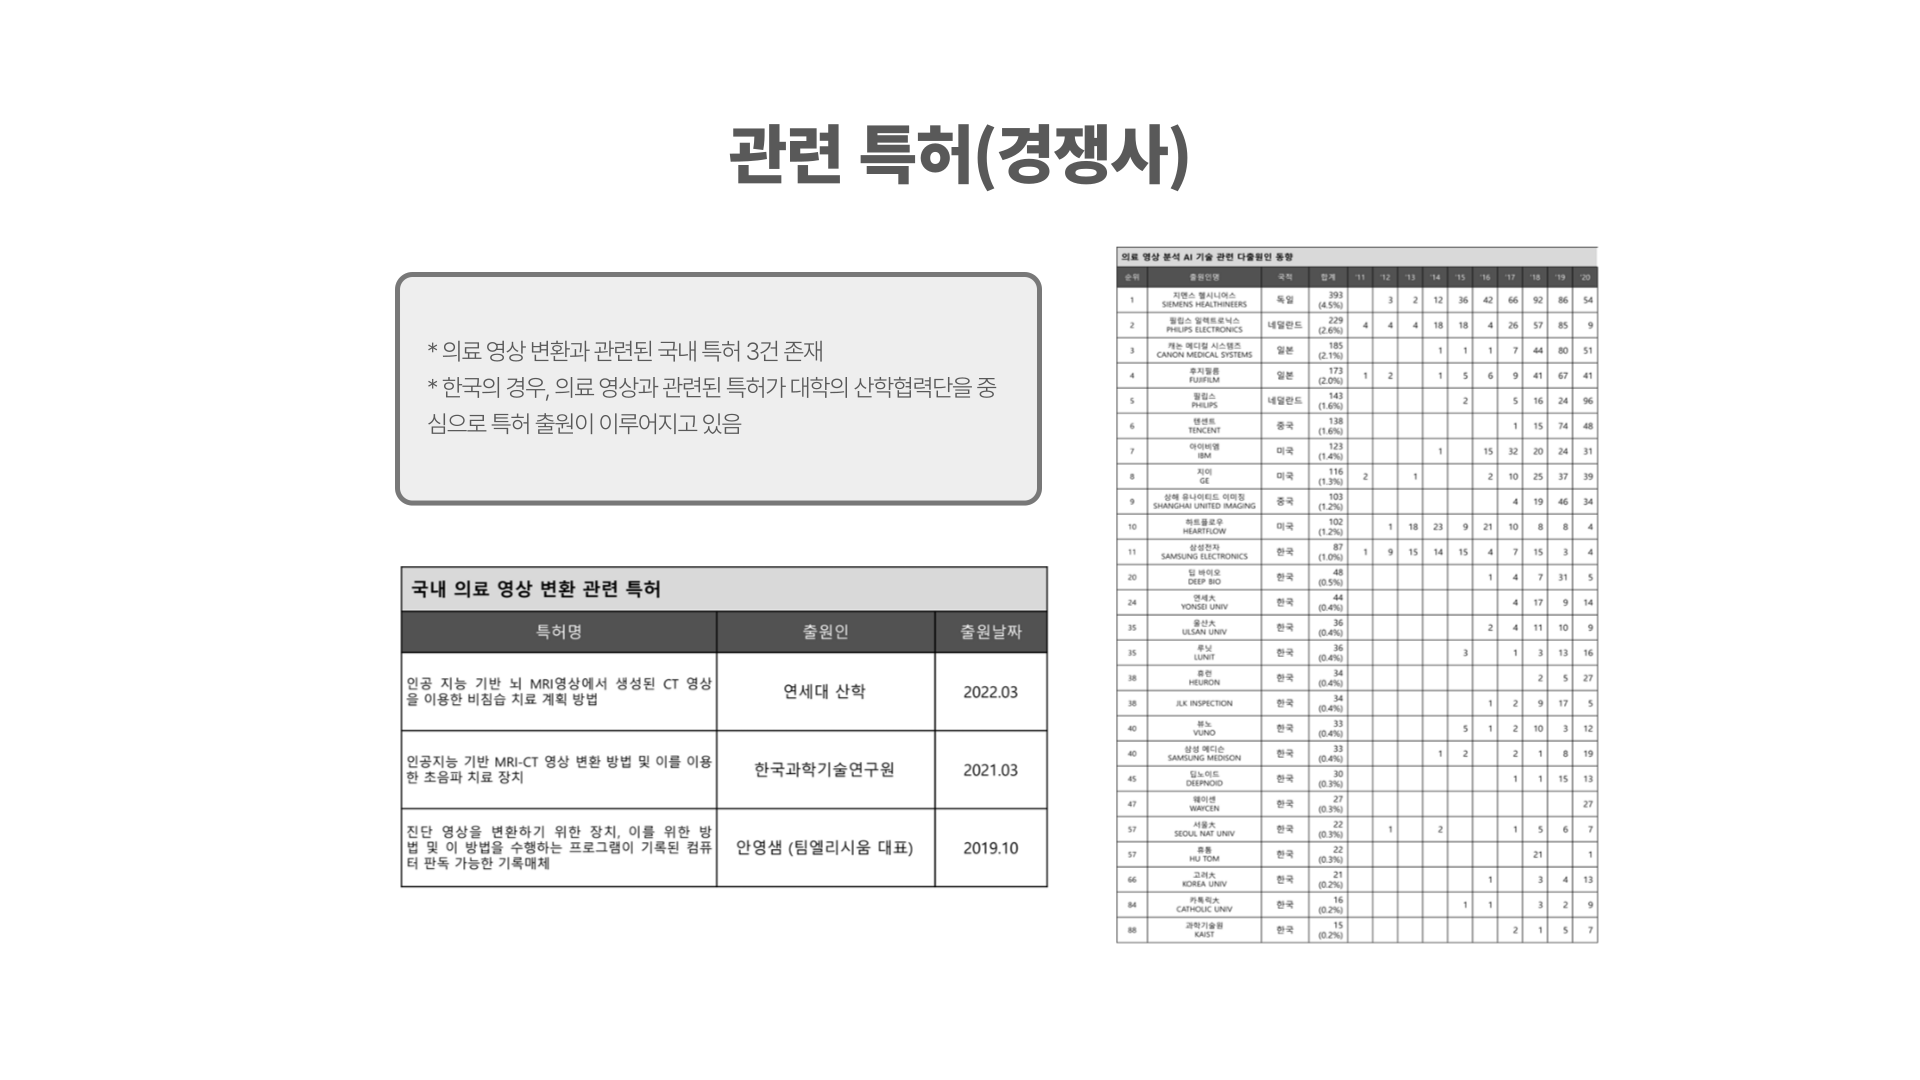 관련 특허(경쟁사)
* 의료 영상 변환과 관련된 국내 특허 3건 존재
* 한국의 경우, 의료 영상과 관련된 특허가 대학의 산학협력단을 중
심으로 특허 출원이 이루어지고 있음
국내 의료 영상 변환 관련 특허
특허명 출원인 출원날짜
인공 지능 기반 뇌 MRI영상에서 생성된 CT 영상
을 이용한 비침습 치료 계획 방법
연세대 산학 2022.03
인공지능 기반 MRI-CT 영상 변환 방법 및 이를 이용
한 초음파 치료 장치
한국과학기술연구원 2021.03
진단 영상을 변환하기 위한 장치, 이를 위한 방
법 및 이 방법을 수행하는 프로그램이 기록된 컴퓨
터 판독 가능한 기록매체
안영샘 (팀엘리시움 대표) 2019.10
의료 영상 분석 AI 기술 관련 다출원인 동향
순위 출원인명 국적 합계 '11 '12 '13 '14 '15 '16 '17 '18 '19 '20
1 지멘스 헬시니어스 SIEMENS HEALTHINEERS 독일 393 (4.5%) 3 2 12 36 42 66 92 86 54
2 필립스 일렉트로닉스 PHILIPS ELECTRONICS 네덜란드 229 (2.6%) 4 4 4 18 18 4 26 57 85 9
3 캐논 메디컬 시스템즈 CANON MEDICAL SYSTEMS 일본 185 (2.1%) 1 1 1 7 44 80 51
4 후지필름 FUJIFILM 일본 173 (2.0%) 1 2 1 5 6 9 41 67 41
5 필립스 PHILIPS 네덜란드 143 (1.6%) 2 5 16 24 96
6 텐센트 TENCENT 중국 138 (1.6%) 1 15 74 48
7 아이비엠 IBM 미국 123 (1.4%) 1 15 32 20 24 31
8 지이 GE 미국 116 (1.3%) 2 1 2 10 25 37 39
9 상해 유나이티드 이미징 SHANGHAI UNITED IMAGING 중국 103 (1.2%) 4 19 46 34
10 하트플로우 HEARTFLOW 미국 102 (1.2%) 1 18 23 9 21 10 8 8 4
11 삼성전자 SAMSUNG ELECTRONICS 한국 87 (1.0%) 1 9 15 14 15 4 7 15 3 4
20 딥 바이오 DEEP BIO 한국 48 (0.5%) 1 4 7 31 5
24 연세大 YONSEI UNIV 한국 44 (0.4%) 4 17 9 14
35 울산大 ULSAN UNIV 한국 36 (0.4%) 2 4 11 10 9
35 루닛 LUNIT 한국 36 (0.4%) 3 1 3 13 16
38 휴런 HEURON 한국 34 (0.4%) 2 5 27
38 JLK INSPECTION 한국 34 (0.4%) 1 2 9 17 5
40 뷰노 VUNO 한국 33 (0.4%) 5 1 2 10 3 12
40 삼성 메디슨 SAMSUNG MEDISON 한국 33 (0.4%) 1 2 2 1 8 19
45 딥노이드 DEEPNOID 한국 30 (0.3%) 1 1 15 13
47 웨이센 WAYCEN 한국 27 (0.3%) 27
57 서울大 SEOUL NAT UNIV 한국 22 (0.3%) 1 2 1 5 6 7
57 휴톰 HU TOM 한국 22 (0.3%) 21 1
66 고려大 KOREA UNIV 한국 21 (0.2%) 1 3 4 13
84 카톡릭大 CATHOLIC UNIV 한국 16 (0.2%) 1 1 3 2 9
88 과학기술원 KAIST 한국 15 (0.2%) 2 1 5 7